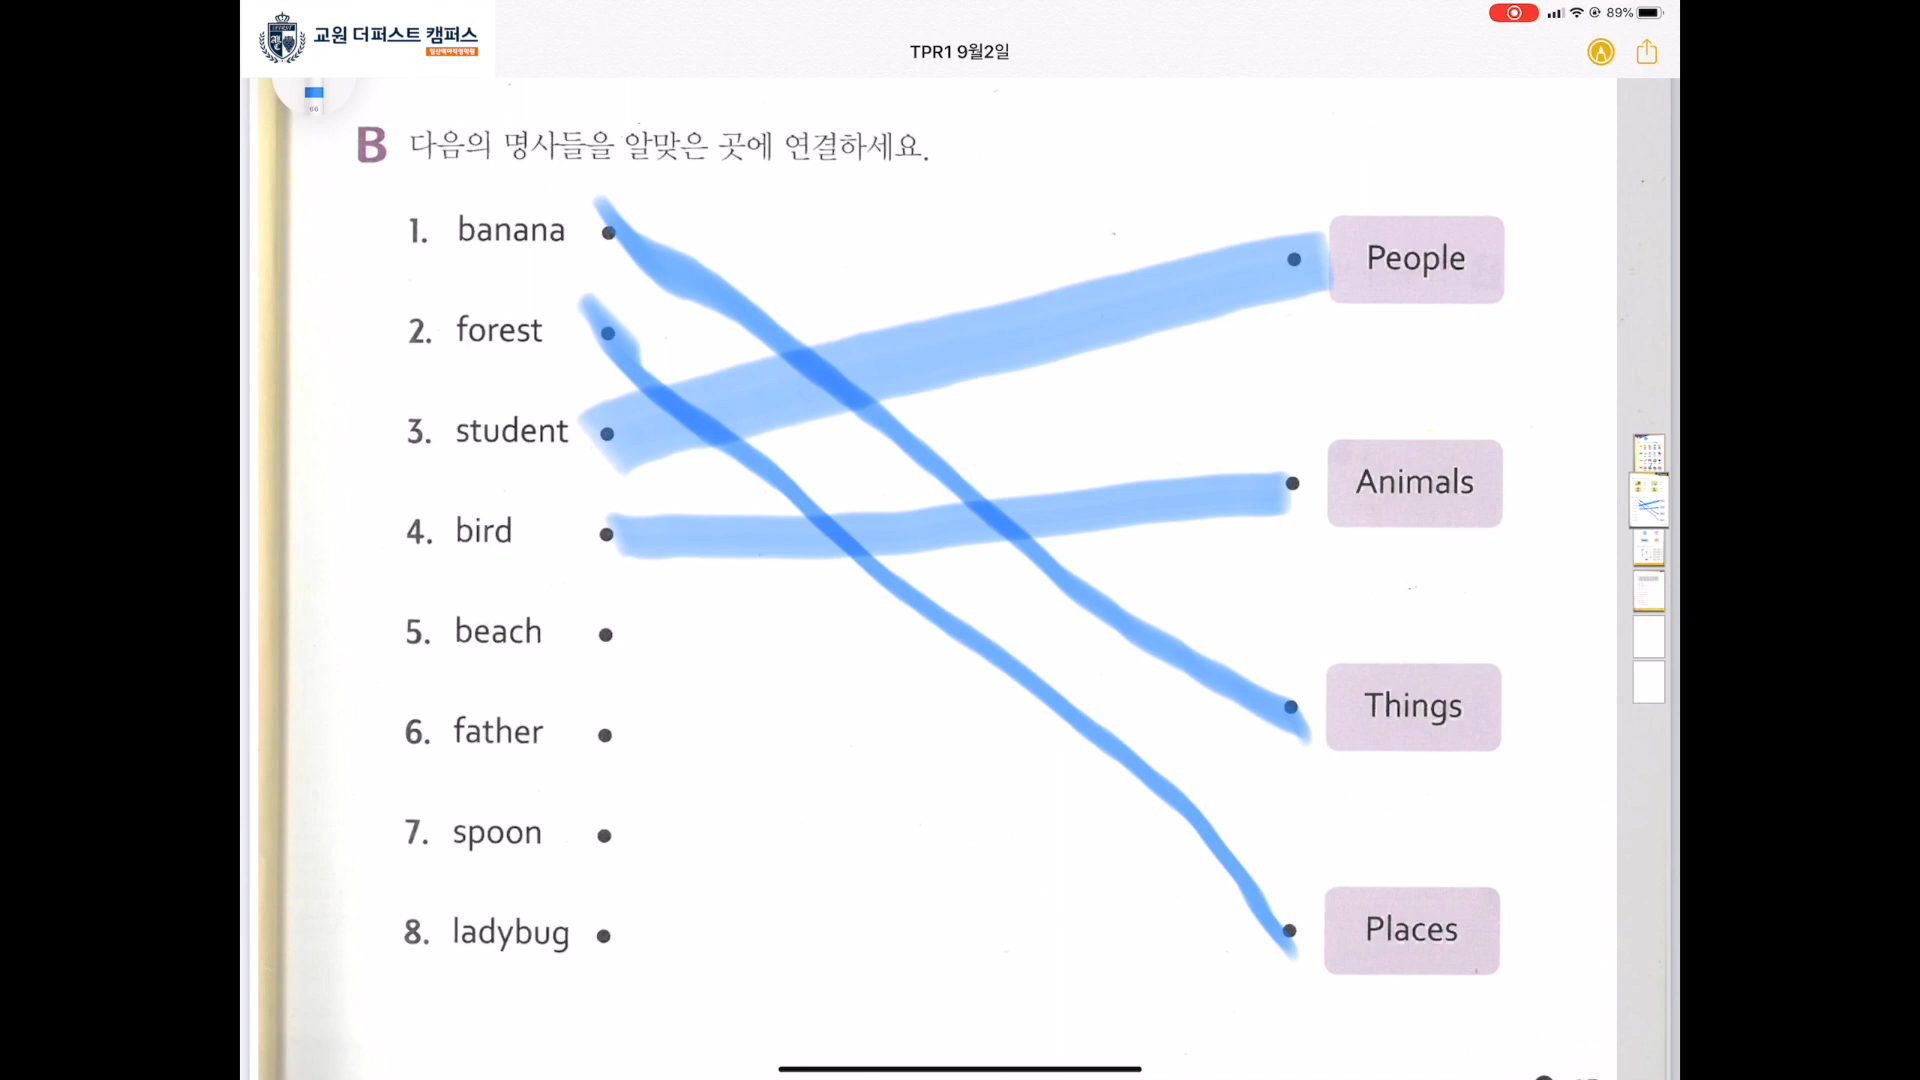 교원 더퍼스트 캠퍼스
89%
TPR1 9월2일
B 다음의 명사들을 알맞은 곳에 연결하세요.
1. banana
2. forest
3. student
4. bird
5. beach
6. father
7. spoon
8. ladybug
People
Animals
Things
Places